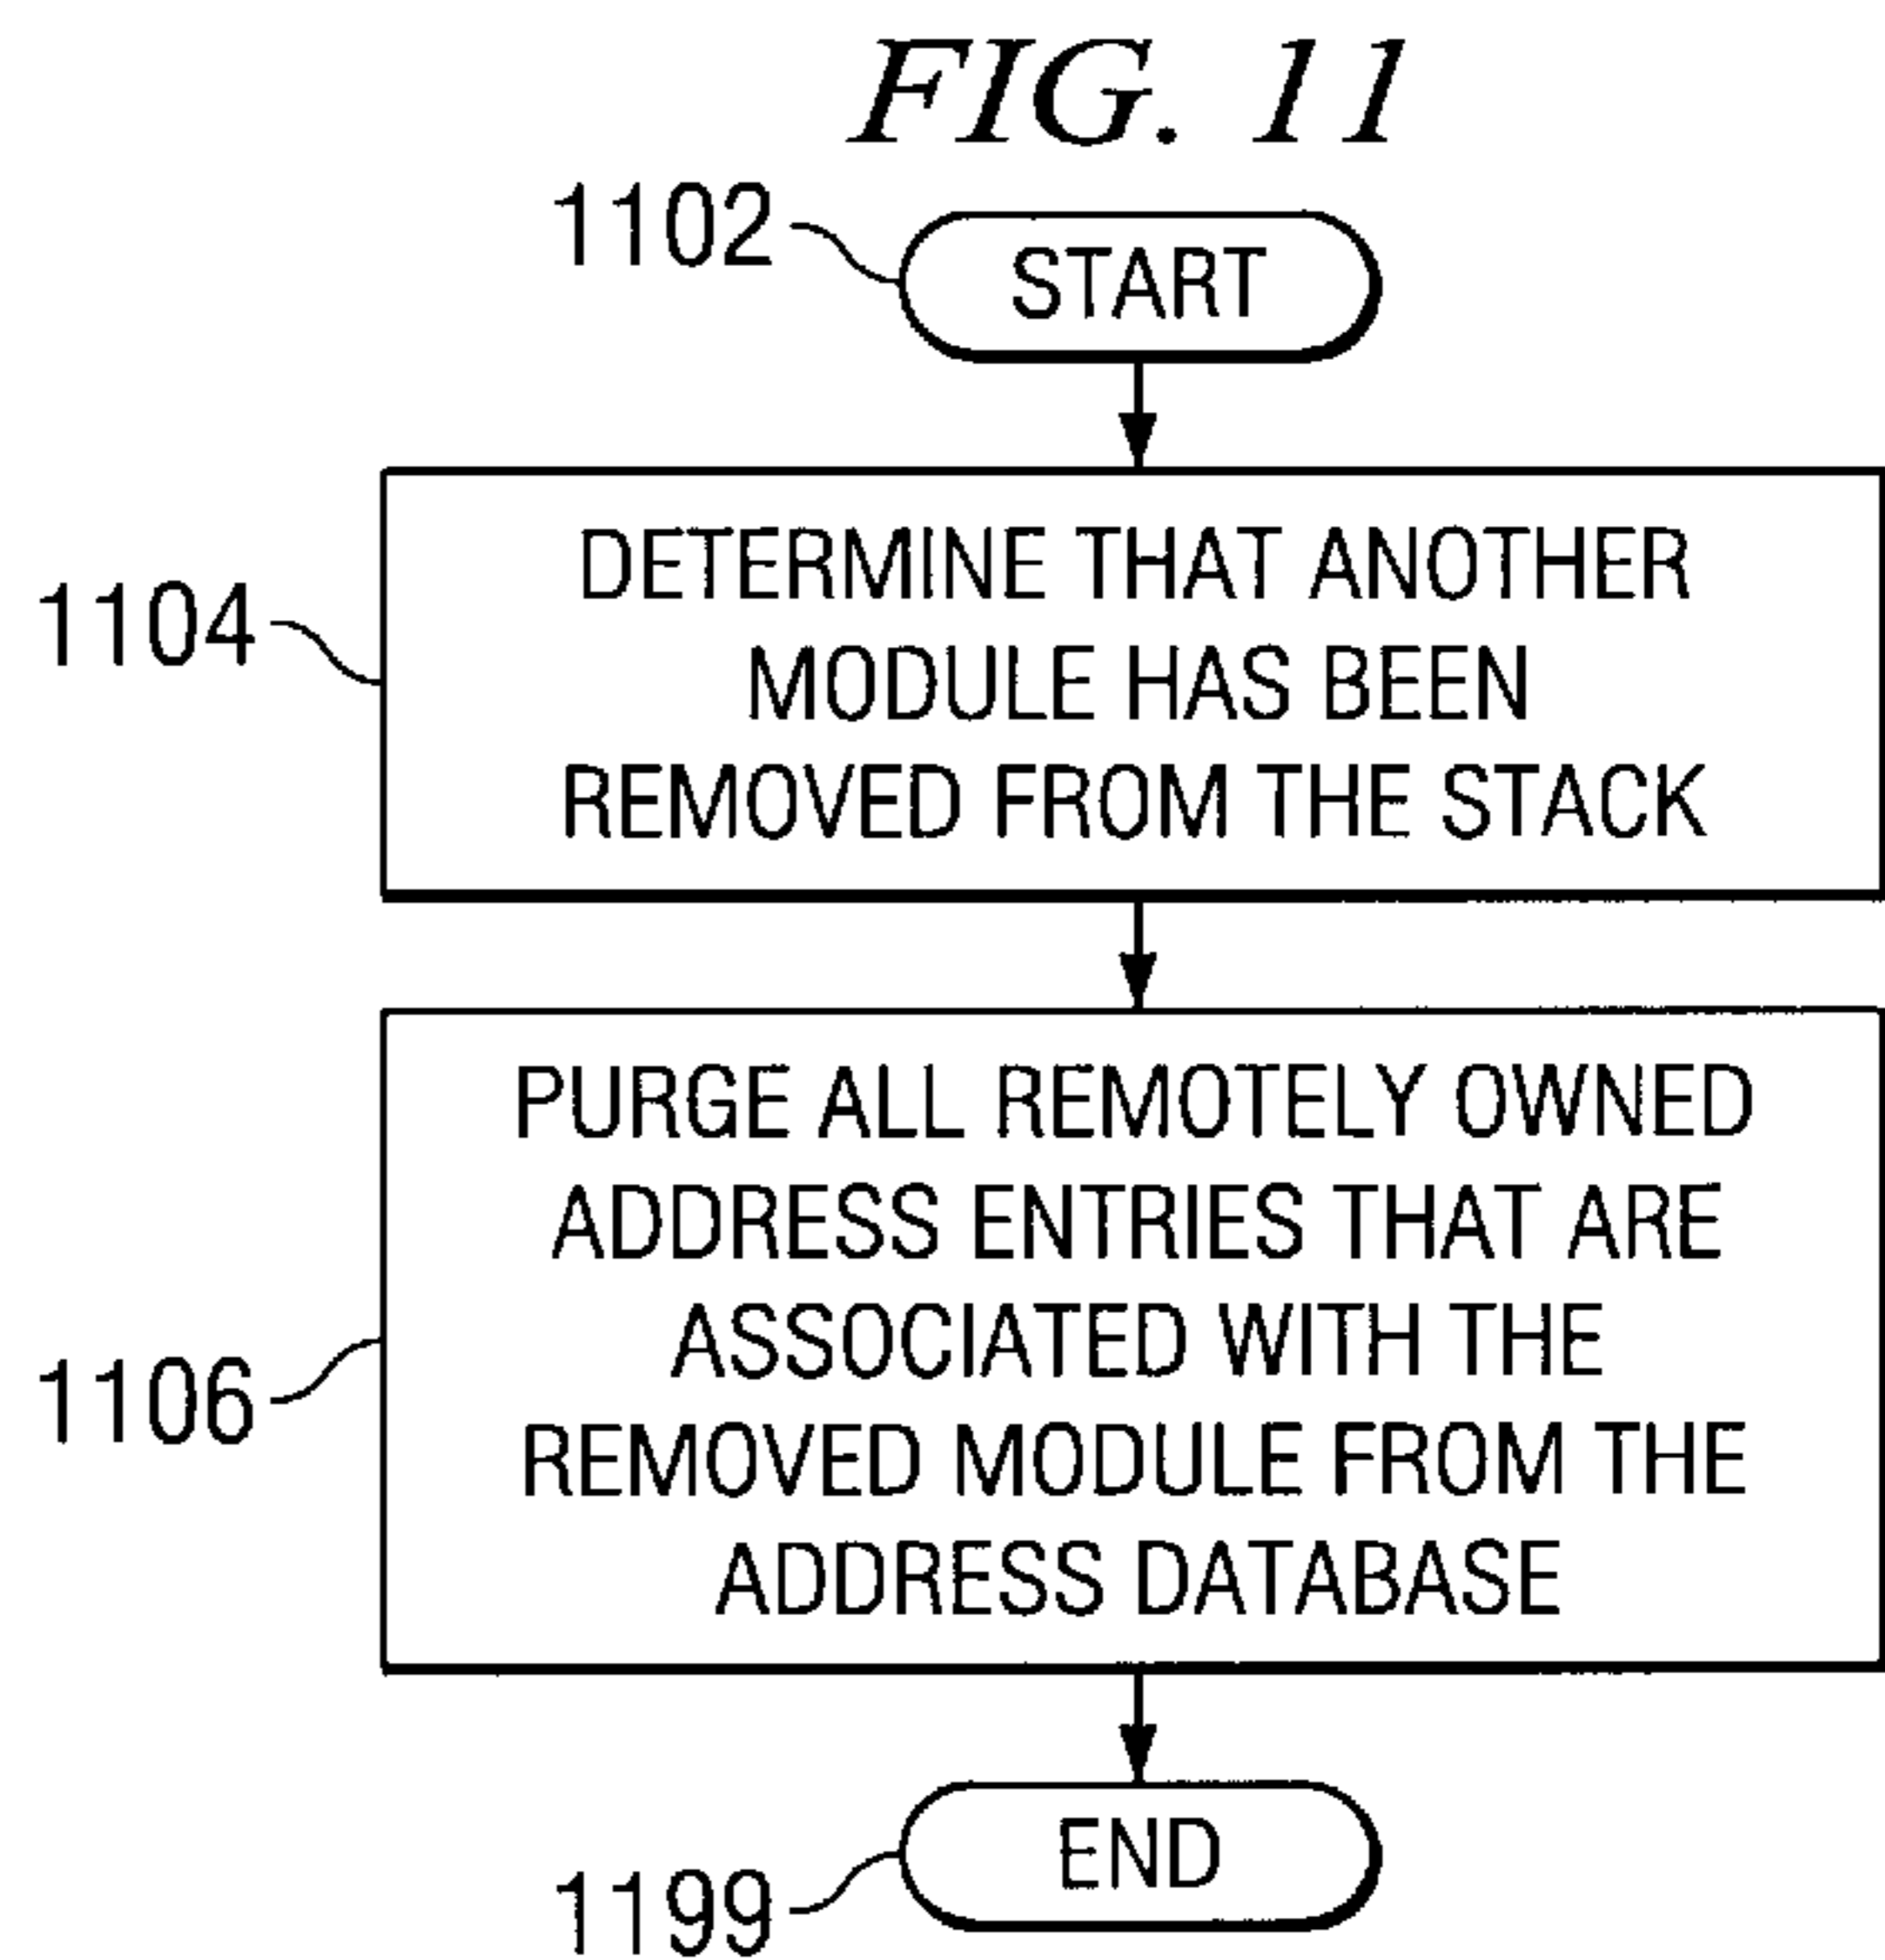 FIG. 11
1102
START
1104
DETERMINE THAT ANOTHER
MODULE HAS BEEN
REMOVED FROM THE STACK
1106
PURGE ALL REMOTELY OWNED
ADDRESS ENTRIES THAT ARE
ASSOCIATED WITH THE
REMOVED MODULE FROM THE
ADDRESS DATABASE
1199
END